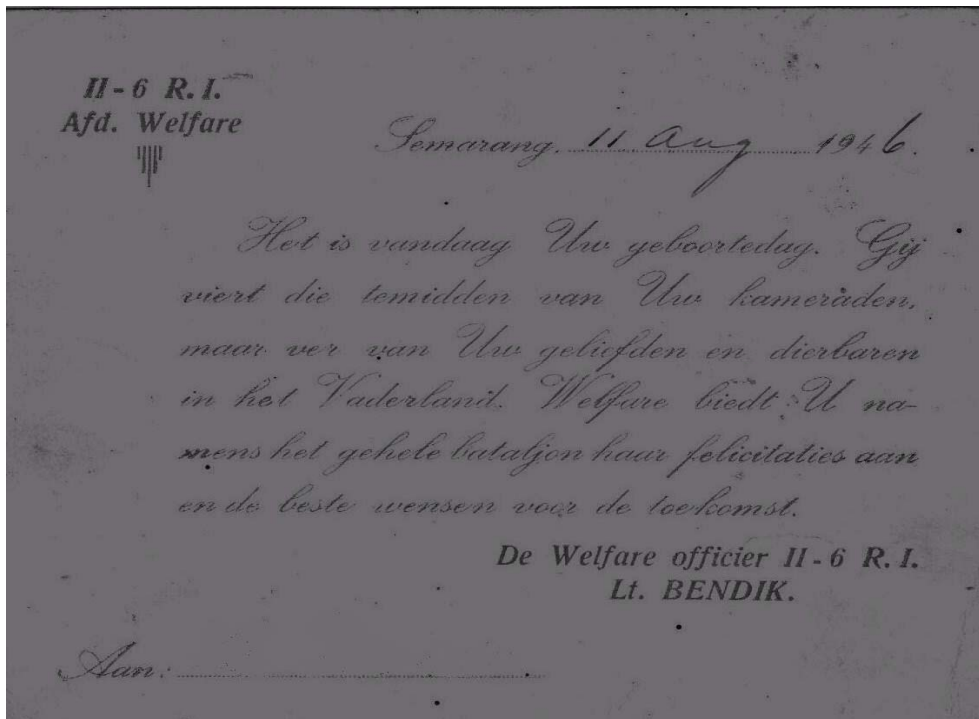 II - 6 R. I.
Afd. Welfare
Semarang, 11 Aug 1946.
Het is vandaag Uw geboortedag. Gij
viert die temidden van Uw kameraden,
maar ver van Uw geliefden en dierbaren
in het Vaderland. Welfare biedt U na-
mens het gehele bataljon haar felicitaties aan
en de beste wensen voor de toekomst.
De Welfare officier II - 6 R. I.
Lt. BENDIK.
Aan: